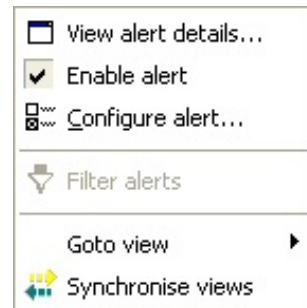 View alert details...
Enable alert
Configure alert...
Filter alerts
Goto view
Synchronise views